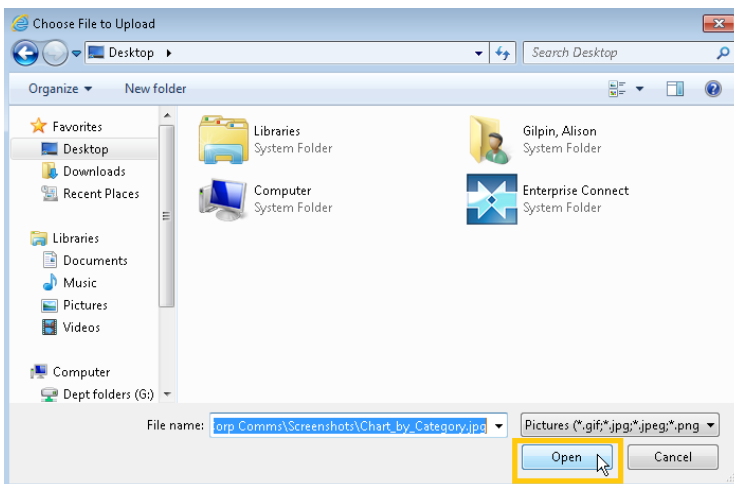 Choose File to Upload
Desktop
Search Desktop
Organize
New folder
Favorites
Desktop
Downloads
Recent Places
Libraries
Documents
Music
Pictures
Videos
Computer
Dept folders (G:)
Libraries
System Folder
Gilpin, Alison
System Folder
Computer
System Folder
Enterprise Connect
System Folder
File name: orp Comms\Screenshots\Chart_by_Category.jpg
Pictures (*.gif;*.jpg;*.jpeg;*.png
Open
Cancel